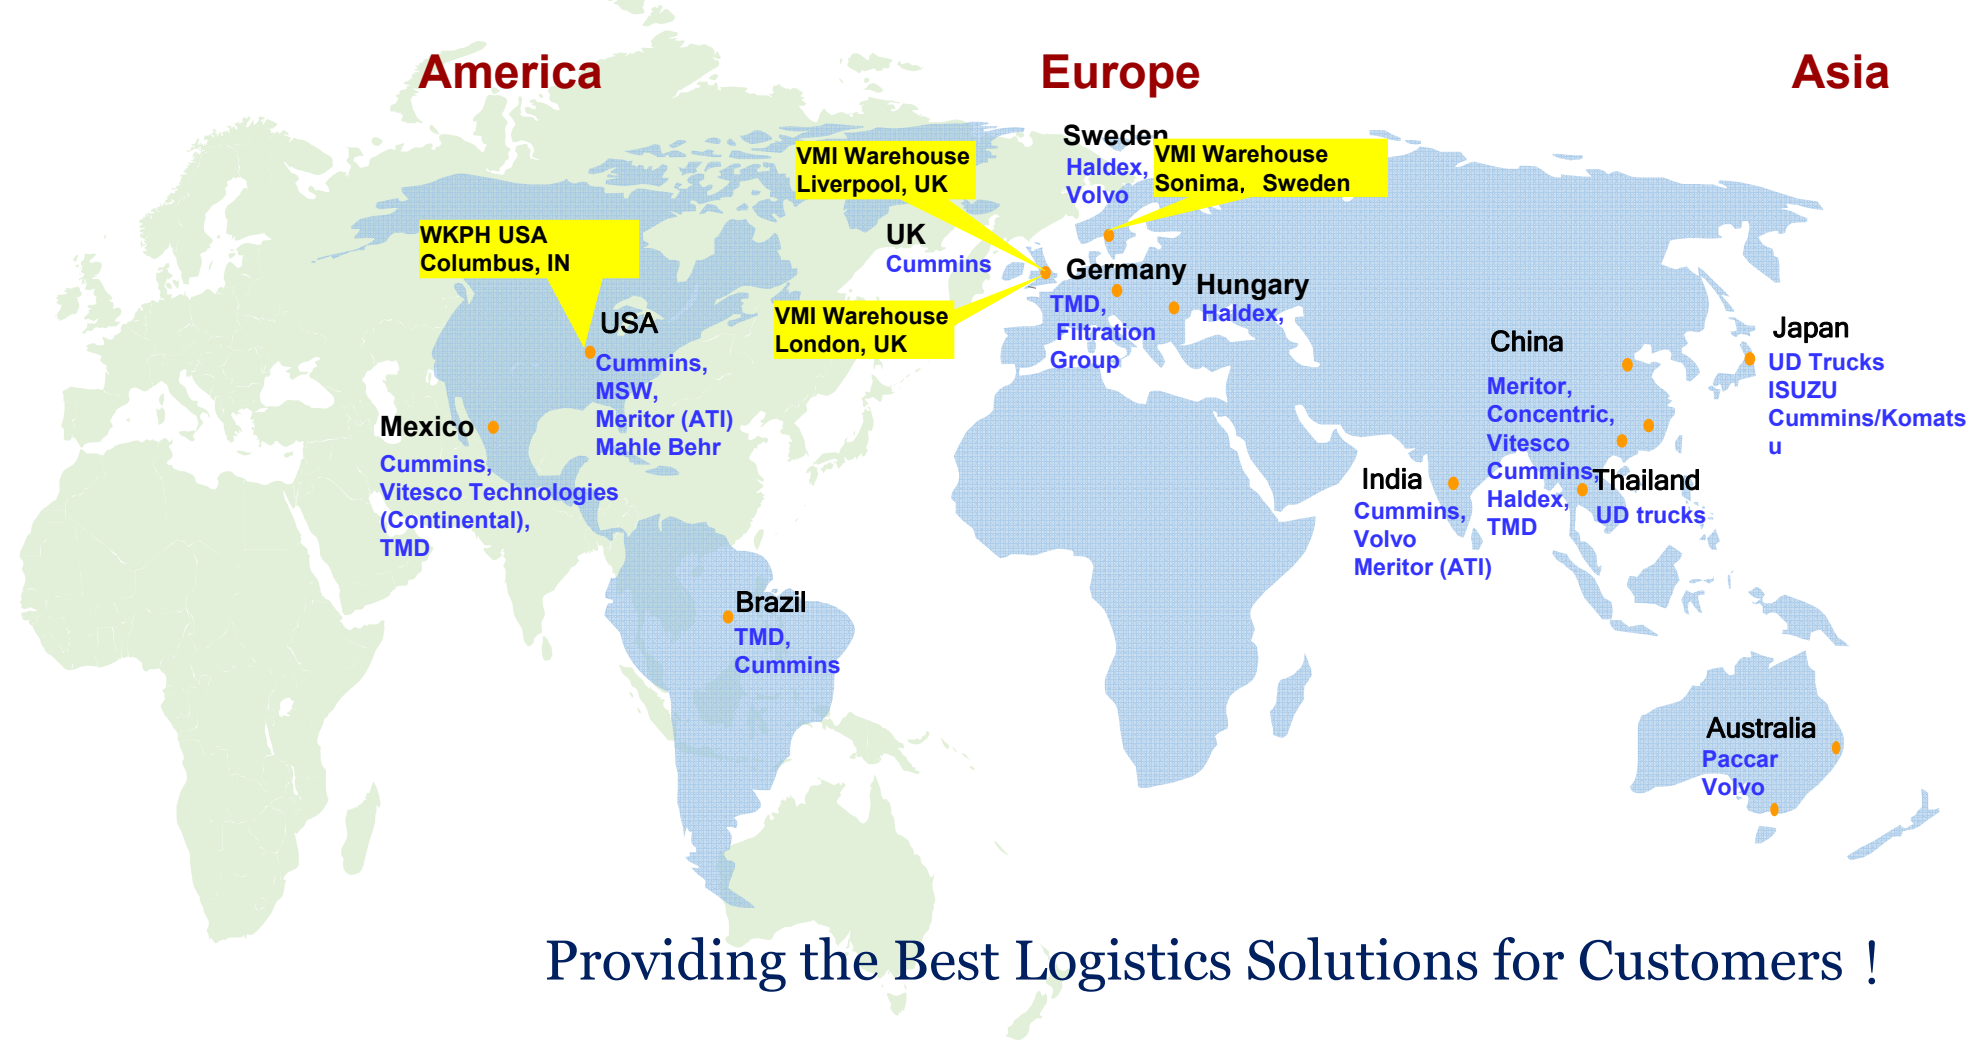 America
Europe
Asia
WKPH USA
Columbus, IN
USA
Cummins,
MSW,
Meritor (ATI)
Mahle Behr
Mexico
Cummins,
Vitesco Technologies
(Continental),
TMD
Brazil
TMD,
Cummins
VMI Warehouse
Liverpool, UK
UK
Cummins
VMI Warehouse
London, UK
Sweden
Haldex,
Volvo
VMI Warehouse
Sonima, Sweden
Germany
TMD,
Filtration
Group
Hungary
Haldex,
China
Meritor,
Concentric,
Vitesco
Cummins,
Haldex,
TMD
Japan
UD Trucks
ISUZU
Cummins/Komats
u
India
Cummins,
Volvo
Meritor (ATI)
Thailand
UD trucks
Australia
Paccar
Volvo
Providing the Best Logistics Solutions for Customers！